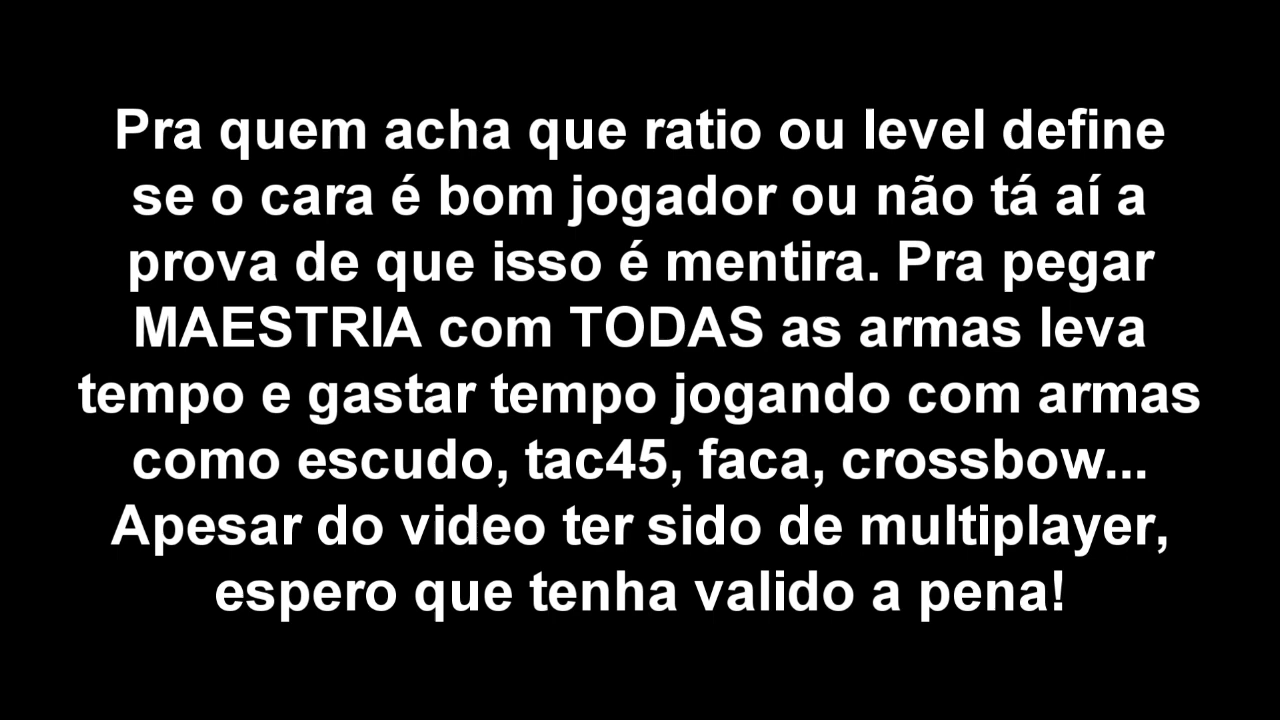 Pra quem acha que ratio ou level define
se o cara é bom jogador ou não tá aí a
prova de que isso é mentira. Pra pegar
MAESTRIA com TODAS as armas leva
tempo e gastar tempo jogando com armas
como escudo, tac45, faca, crossbow...
Apesar do video ter sido de multiplayer,
espero que tenha valido a pena!